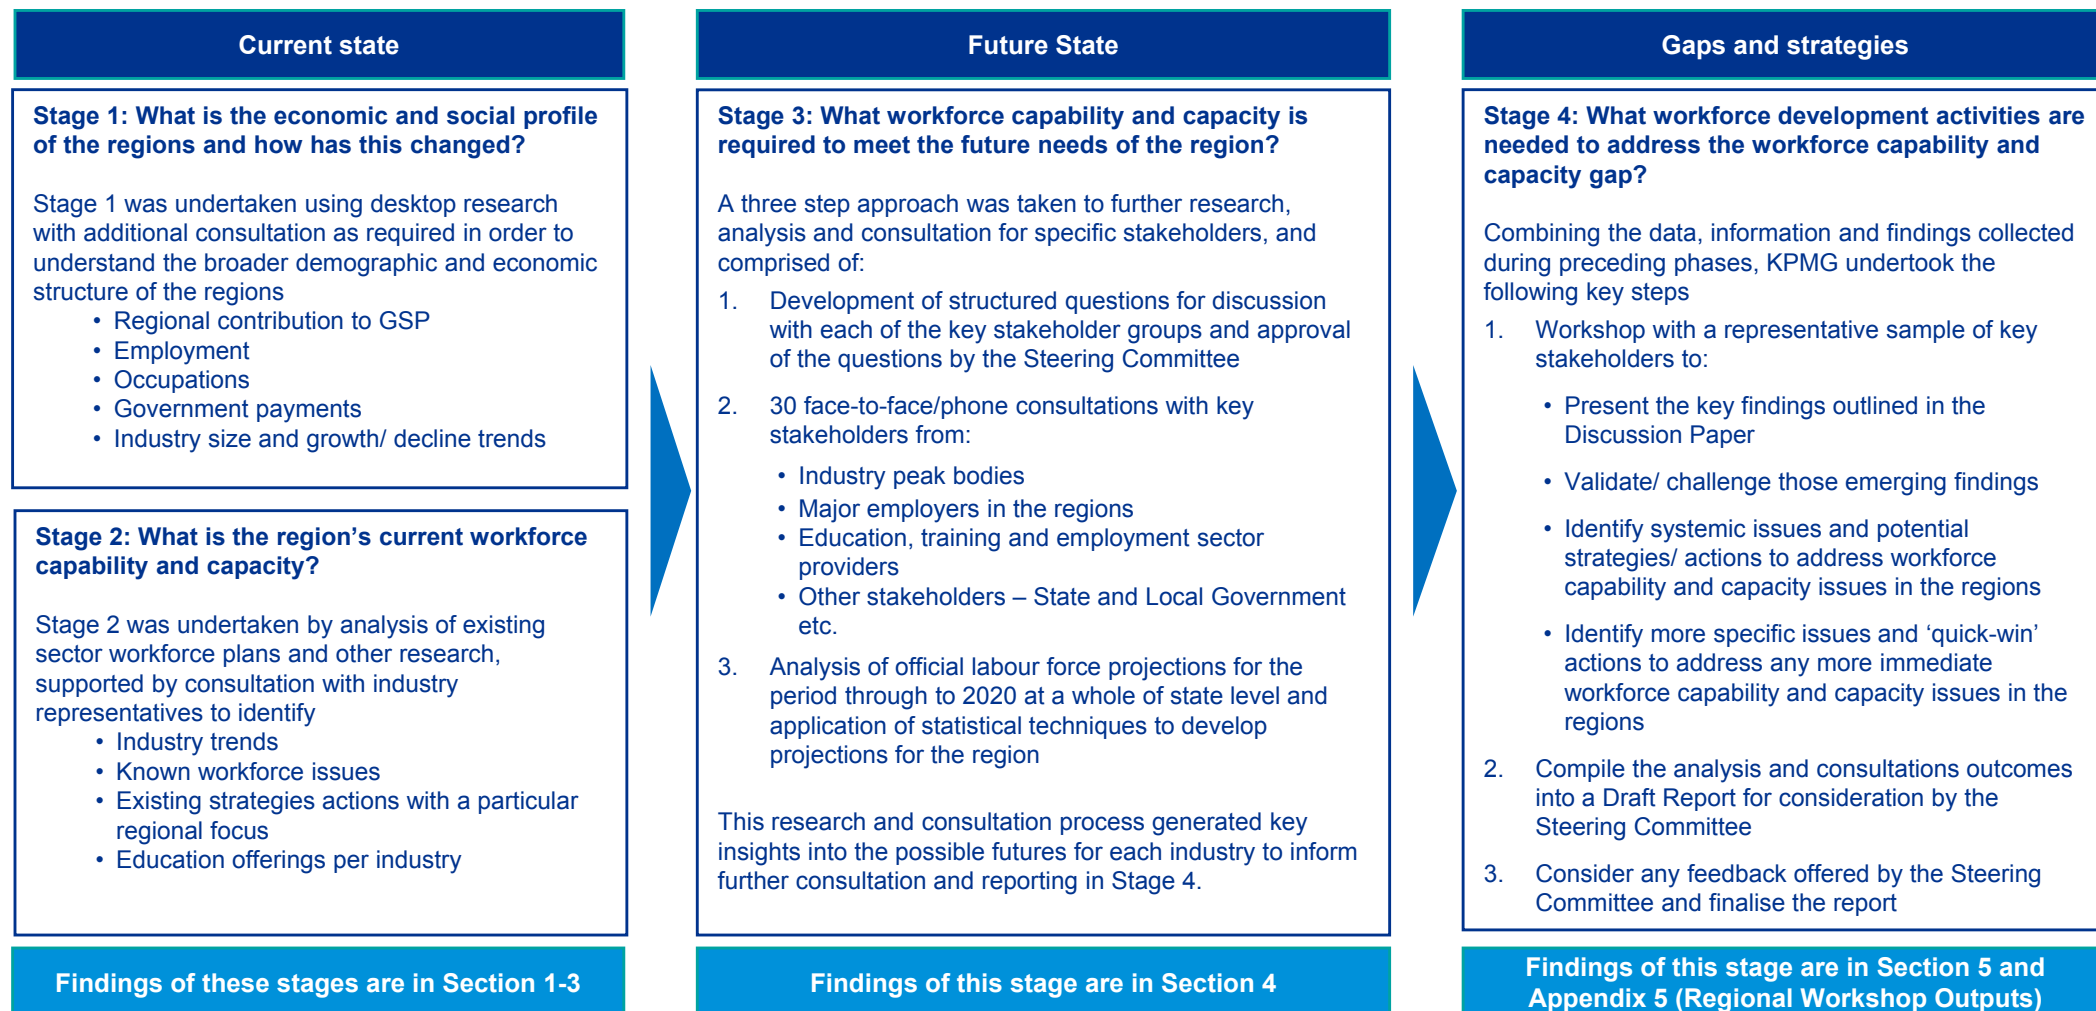 Current state
Stage 1: What is the economic and social profile
of the regions and how has this changed?
Stage 1 was undertaken using desktop research
with additional consultation as required in order to
understand the broader demographic and economic
structure of the regions
• Regional contribution to GSP
• Employment
• Occupations
• Government payments
• Industry size and growth/ decline trends
Stage 2: What is the region’s current workforce
capability and capacity?
Stage 2 was undertaken by analysis of existing
sector workforce plans and other research,
supported by consultation with industry
representatives to identify
• Industry trends
• Known workforce issues
• Existing strategies actions with a particular
regional focus
• Education offerings per industry
Findings of these stages are in Section 1-3
Future State
Stage 3: What workforce capability and capacity is
required to meet the future needs of the region?
A three step approach was taken to further research,
analysis and consultation for specific stakeholders, and
comprised of:
1. Development of structured questions for discussion
with each of the key stakeholder groups and approval
of the questions by the Steering Committee
2. 30 face-to-face/phone consultations with key
stakeholders from:
• Industry peak bodies
• Major employers in the regions
• Education, training and employment sector
providers
• Other stakeholders – State and Local Government
etc.
3. Analysis of official labour force projections for the
period through to 2020 at a whole of state level and
application of statistical techniques to develop
projections for the region
This research and consultation process generated key
insights into the possible futures for each industry to inform
further consultation and reporting in Stage 4.
Findings of this stage are in Section 4
Gaps and strategies
Stage 4: What workforce development activities are
needed to address the workforce capability and
capacity gap?
Combining the data, information and findings collected
during preceding phases, KPMG undertook the
following key steps
1. Workshop with a representative sample of key
stakeholders to:
• Present the key findings outlined in the
Discussion Paper
• Validate/ challenge those emerging findings
• Identify systemic issues and potential
strategies/ actions to address workforce
capability and capacity issues in the regions
• Identify more specific issues and ‘quick-win’
actions to address any more immediate
workforce capability and capacity issues in the
regions
2. Compile the analysis and consultations outcomes
into a Draft Report for consideration by the
Steering Committee
3. Consider any feedback offered by the Steering
Committee and finalise the report
Findings of this stage are in Section 5 and
Appendix 5 (Regional Workshop Outputs)